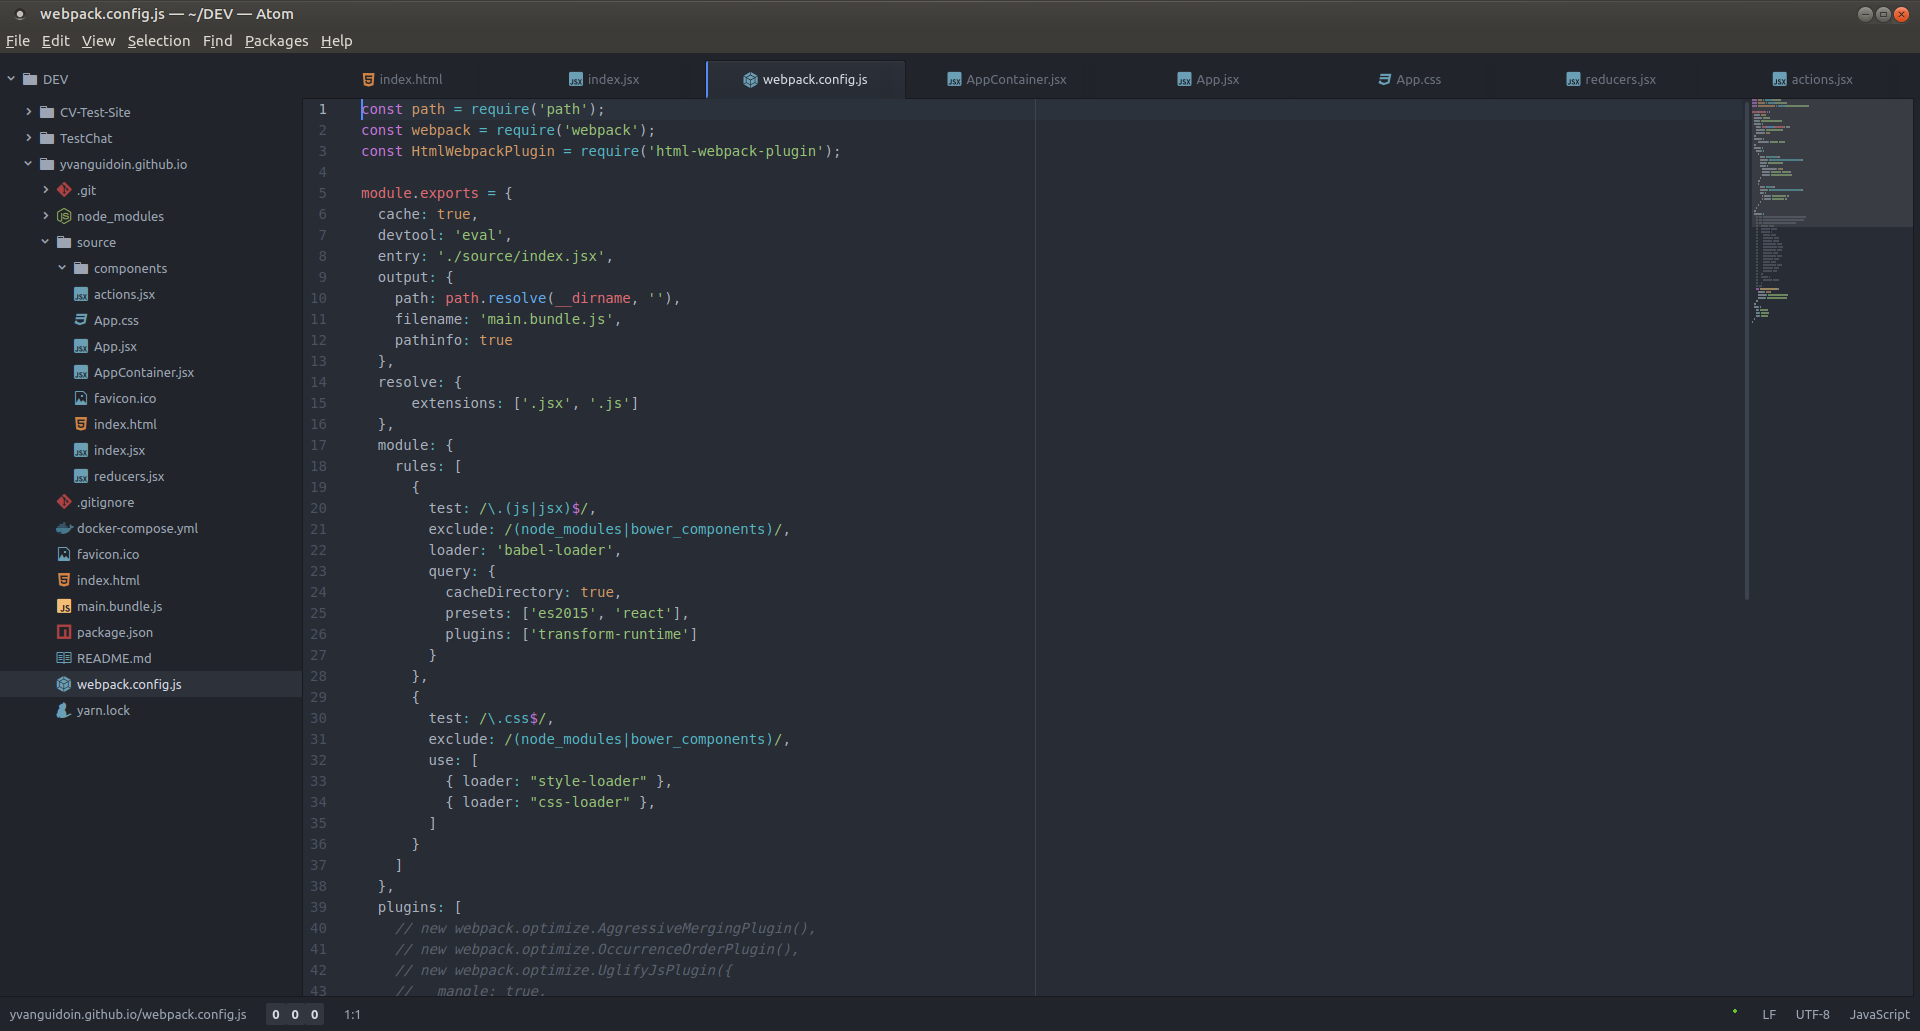 webpack.config.js — ~/DEV — Atom
File Edit View Selection Find Packages Help
DEV
CV-Test-Site
TestChat
yvanguidoin.github.io
.git
node_modules
source
components
actions.jsx
App.css
App.jsx
AppContainer.jsx
favicon.ico
index.html
index.jsx
reducers.jsx
.gitignore
docker-compose.yml
favicon.ico
index.html
main.bundle.js
package.json
README.md
webpack.config.js
yarn.lock
index.html index.jsx webpack.config.js AppContainer.jsx App.jsx App.css reducers.jsx actions.jsx
1 const path = require('path');
2 const webpack = require('webpack');
3 const HtmlWebpackPlugin = require('html-webpack-plugin');
4
5 module.exports = {
6 cache: true,
7 devtool: 'eval',
8 entry: './source/index.jsx',
9 output: {
10 path: path.resolve(__dirname, ''),
11 filename: 'main.bundle.js',
12 pathinfo: true
13 },
14 resolve: {
15 extensions: ['.jsx', '.js']
16 },
17 module: {
18 rules: [
19 {
20 test: /\.(js|jsx)$/,
21 exclude: /(node_modules|bower_components)/,
22 loader: 'babel-loader',
23 query: {
24 cacheDirectory: true,
25 presets: ['es2015', 'react'],
26 plugins: ['transform-runtime']
27 }
28 },
29 {
30 test: /\.css$/,
31 exclude: /(node_modules|bower_components)/,
32 use: [
33 { loader: "style-loader" },
34 { loader: "css-loader" },
35 ]
36 }
37 ]
38 },
39 plugins: [
40 // new webpack.optimize.AggressiveMergingPlugin(),
41 // new webpack.optimize.OccurrenceOrderPlugin(),
42 // new webpack.optimize.UglifyJsPlugin({
43 // mangle: true,
yvanguidoin.github.io/webpack.config.js 0 0 0 1:1 LF UTF-8 JavaScript